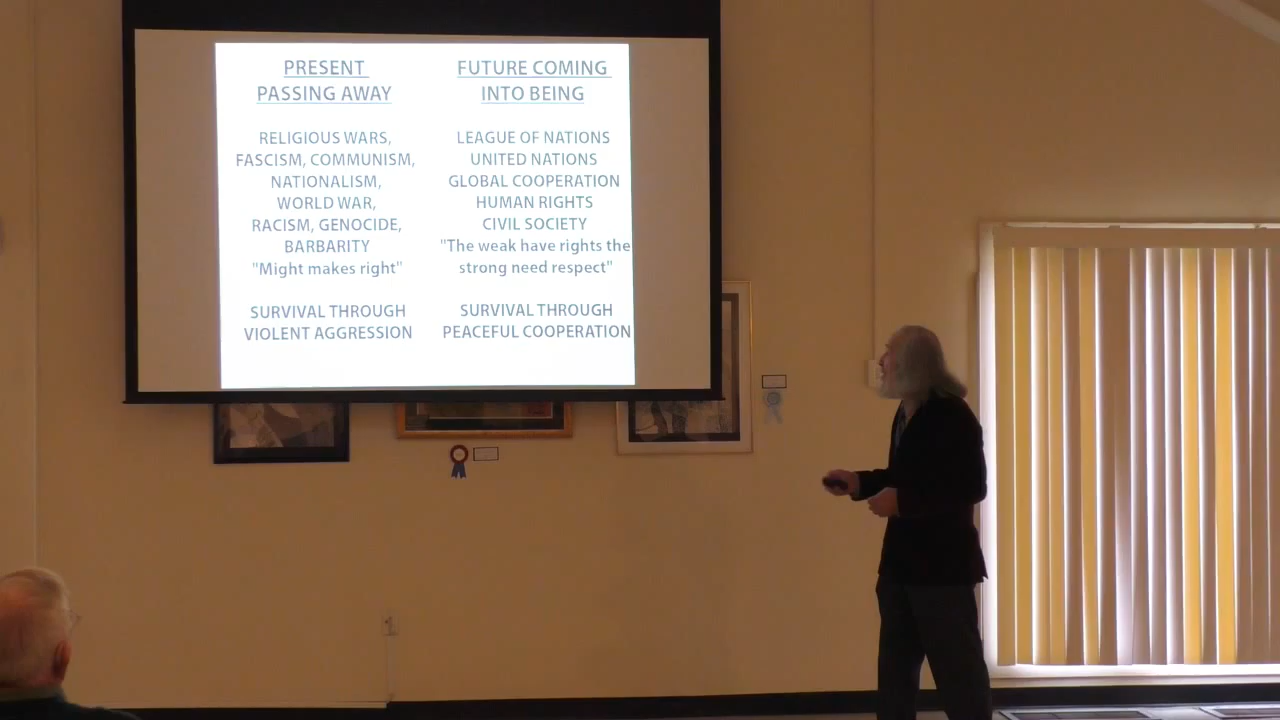 PRESENT
PASSING AWAY
RELIGIOUS WARS,
FASCISM, COMMUNISM,
NATIONALISM,
WORLD WAR,
RACISM, GENOCIDE,
BARBARITY
"Might makes right"
SURVIVAL THROUGH
VIOLENT AGGRESSION
FUTURE COMING
INTO BEING
LEAGUE OF NATIONS
UNITED NATIONS
GLOBAL COOPERATION
HUMAN RIGHTS
CIVIL SOCIETY
"The weak have rights the
strong need respect"
SURVIVAL THROUGH
PEACEFUL COOPERATION